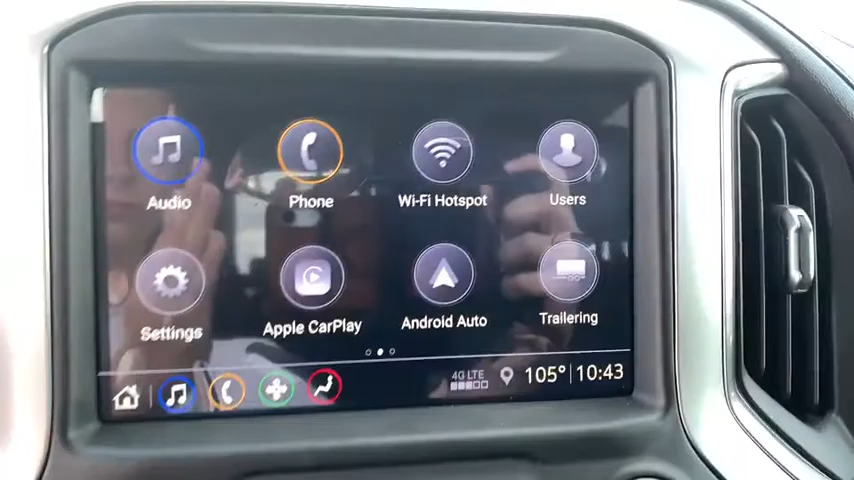 Audio
Phone
Wi-Fi Hotspot
Users
Settings
Apple CarPlay
Android Auto
Trailering
4G LTE
105°
10:43